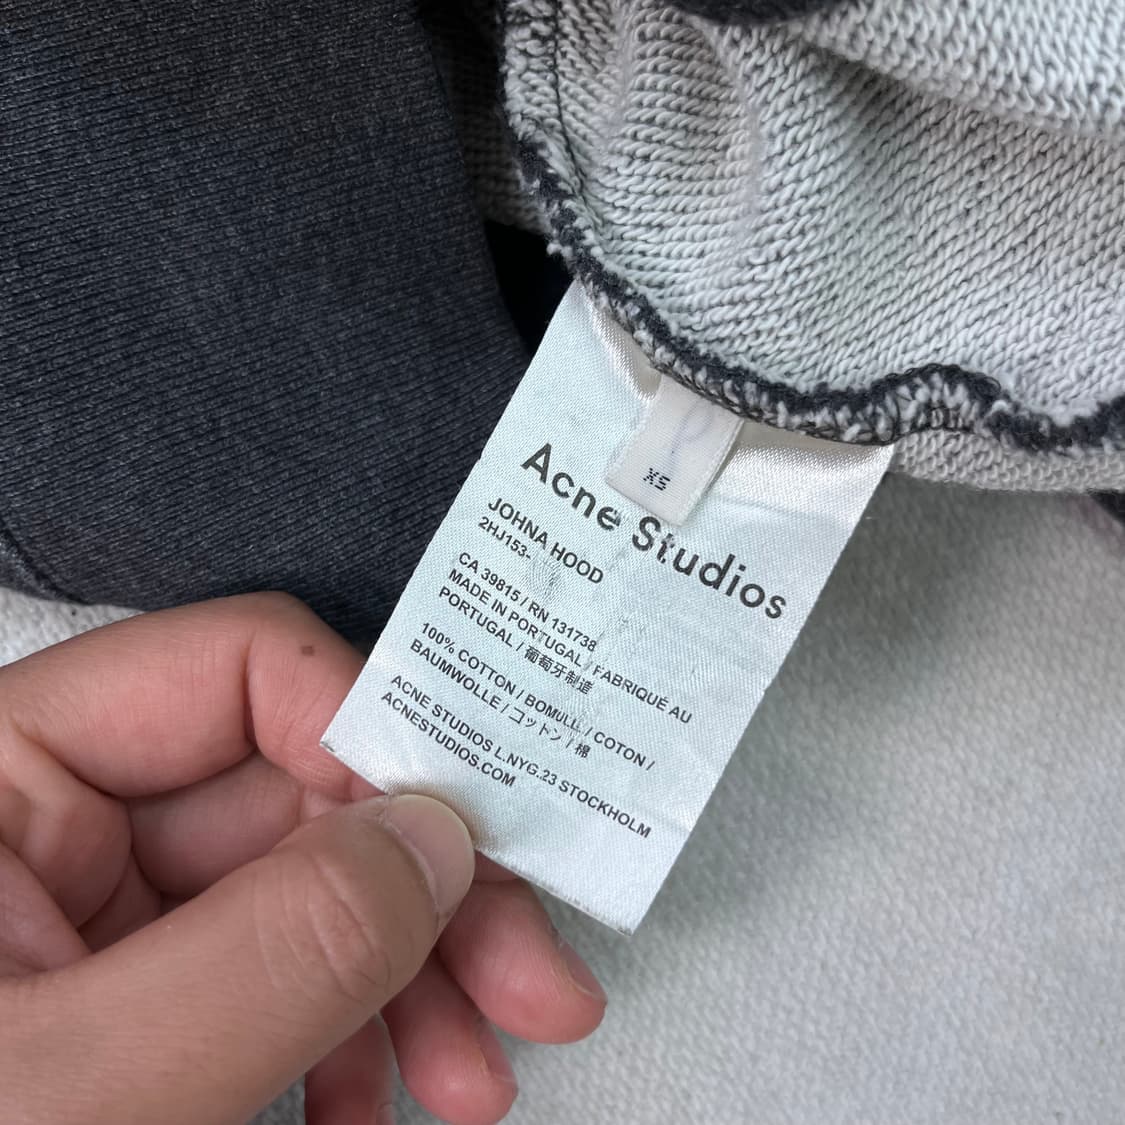 XS
Acne Studios
JOHNA HOOD
2HJ153-
CA 39815 / RN 131738
MADE IN PORTUGAL / FABRIQUÉ AU
PORTUGAL / 葡萄牙制造
100% COTTON / BOMULL / COTON /
BAUMWOLLE / コットン / 棉
ACNE STUDIOS L.NYG.23 STOCKHOLM
ACNESTUDIOS.COM